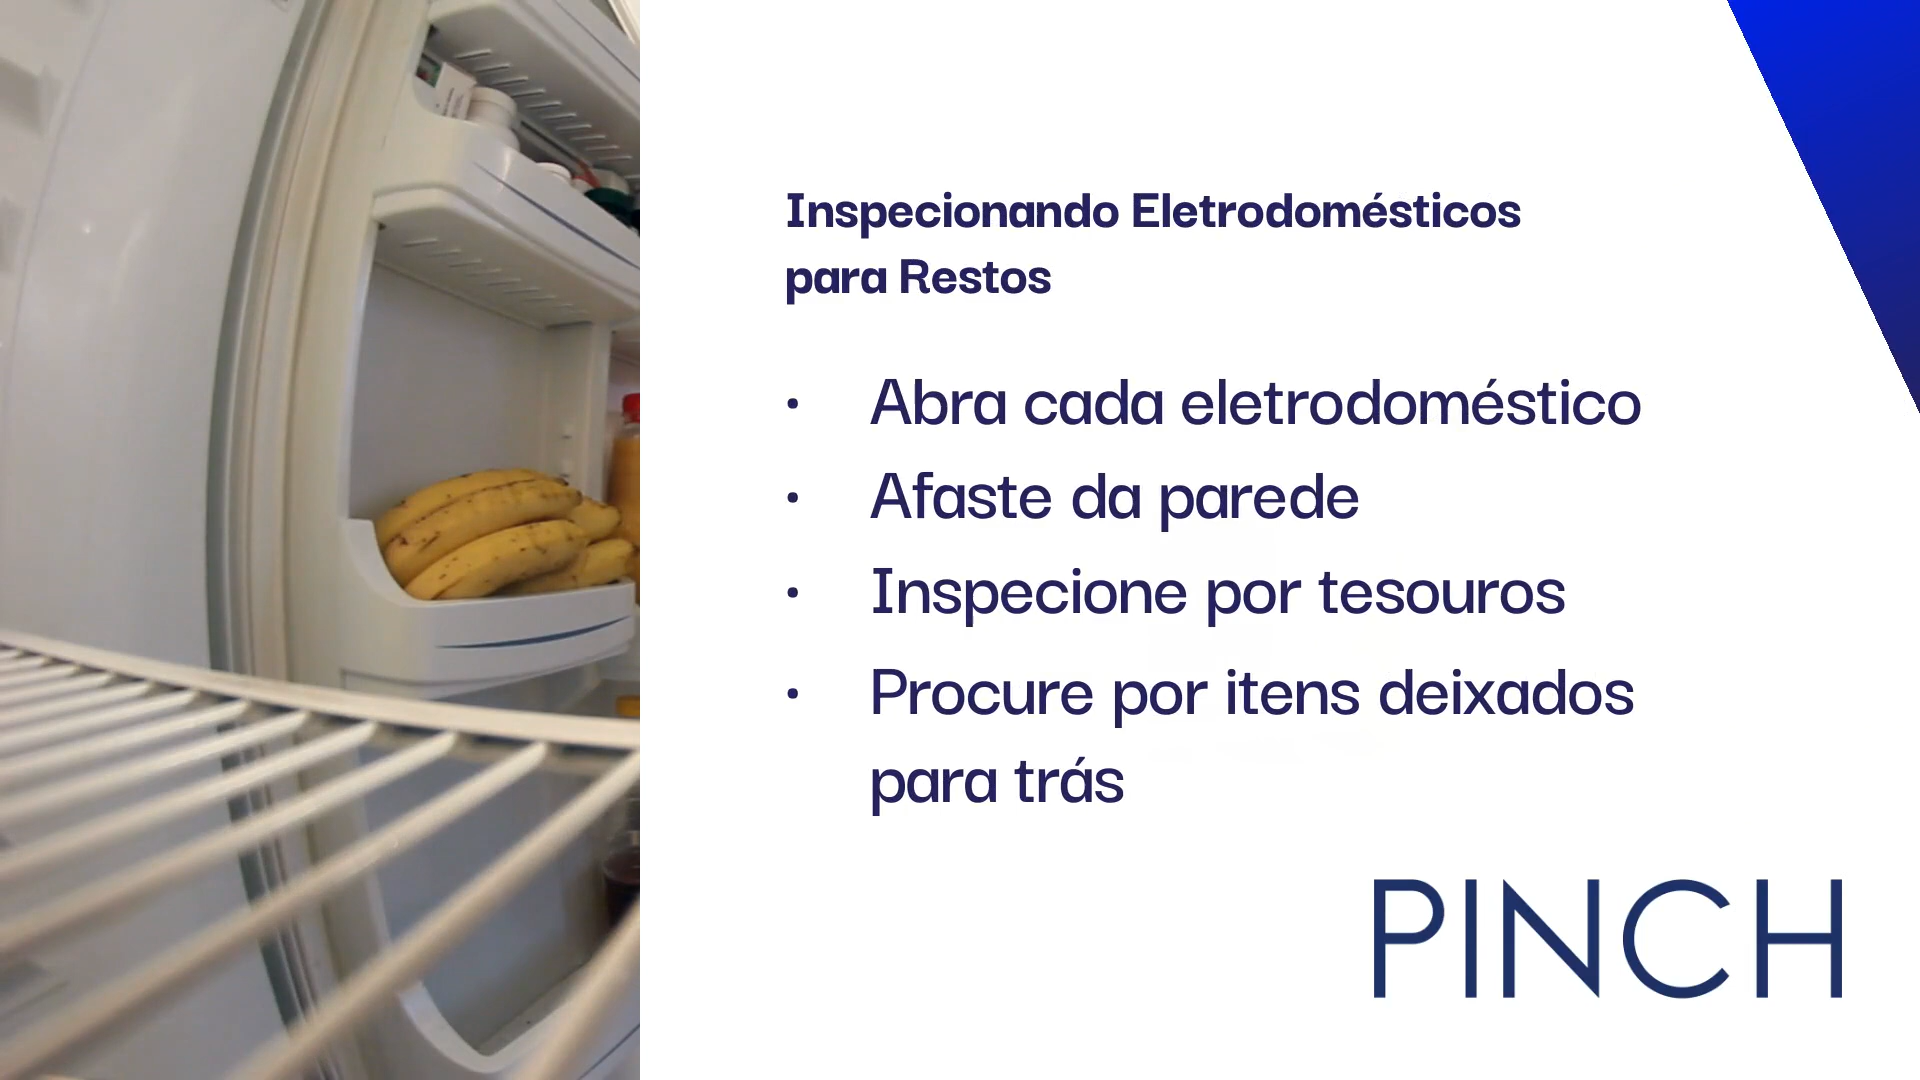 Inspecionando Eletrodomésticos
para Restos
• Abra cada eletrodoméstico
• Afaste da parede
• Inspecione por tesouros
• Procure por itens deixados
para trás
PINCH